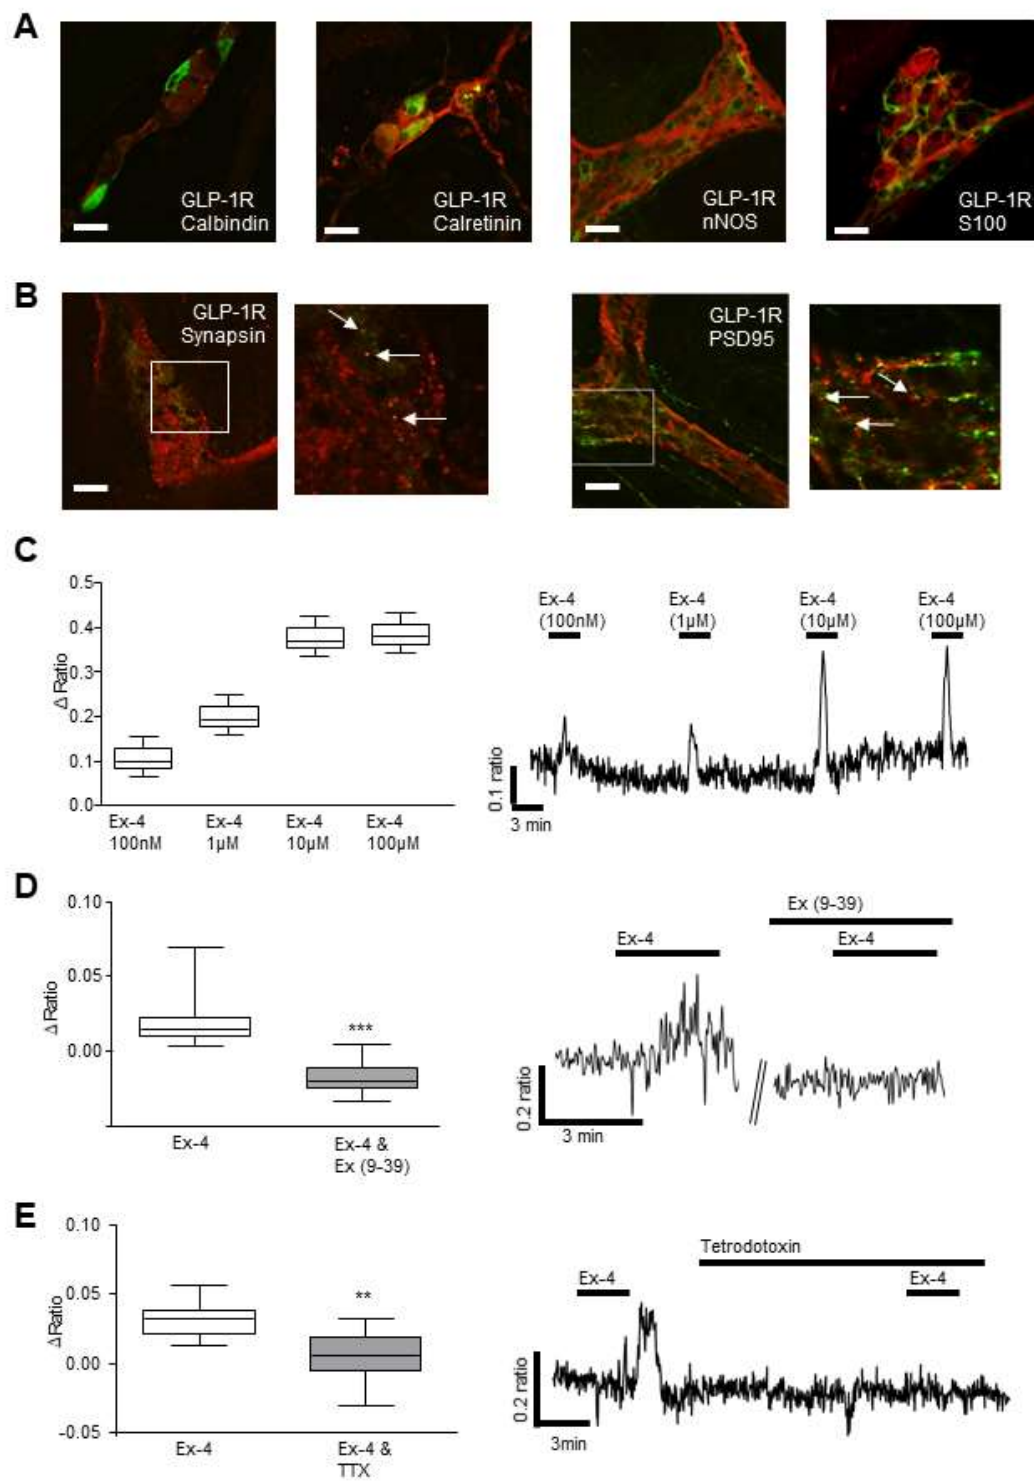 A
GLP-1R
Calbindin
GLP-1R
Calretinin
GLP-1R
nNOS
GLP-1R
S100
B
GLP-1R
Synapsin
GLP-1R
PSD95
C
Δ Ratio
0.5
0.4
0.3
0.2
0.1
0.0
Ex-4
100nM
Ex-4
1µM
Ex-4
10µM
Ex-4
100µM
Ex-4
(100nM)
Ex-4
(1µM)
Ex-4
(10µM)
Ex-4
(100µM)
0.1 ratio
3 min
D
Δ Ratio
0.10
0.05
0.00
***
Ex-4
Ex-4 &
Ex (9-39)
Ex (9-39)
Ex-4
Ex-4
0.2 ratio
3 min
E
ΔRatio
0.10
0.05
0.00
-0.05
**
Ex-4
Ex-4 &
TTX
Tetrodotoxin
Ex-4
Ex-4
0.2 ratio
3min